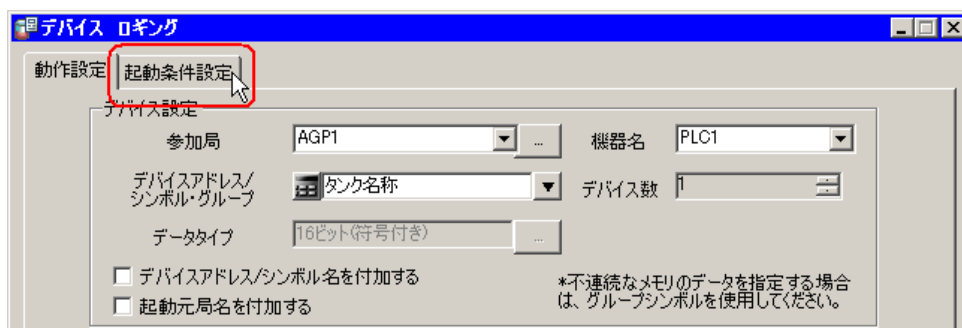 デバイス ロギング
動作設定 起動条件設定
デバイス設定
参加局 AGP1 ... 機器名 PLC1
デバイスアドレス/
シンボル・グループ タンク名称 デバイス数 1
データタイプ 16ビット(符号付き) ...
デバイスアドレス/シンボル名を付加する
起動元局名を付加する
*不連続なメモリのデータを指定する場合
は、グループシンボルを使用してください。